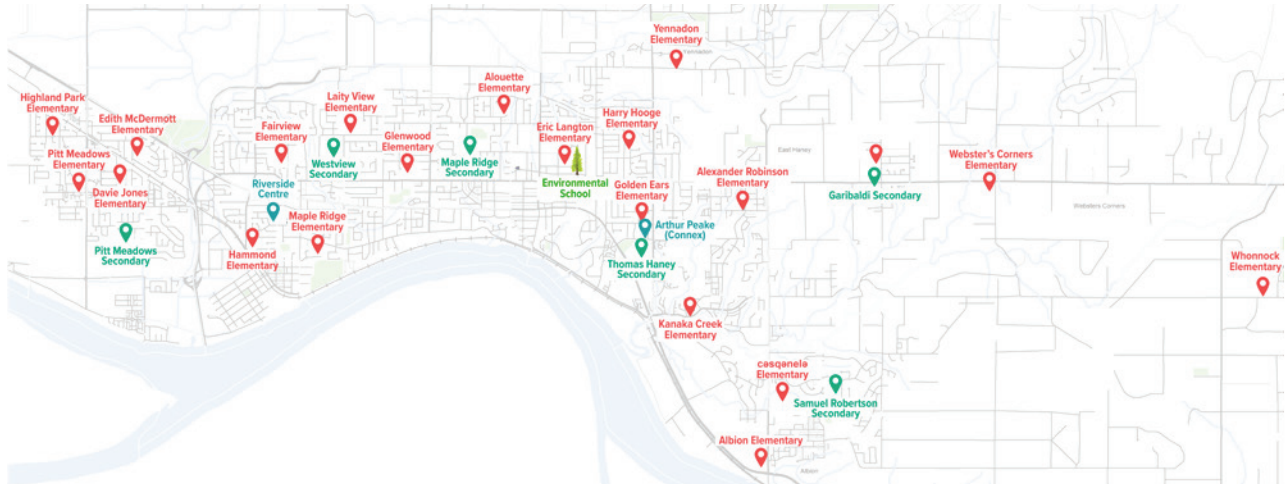 Yennadon
Elementary
Yennadon
Alouette
Elementary
Highland Park
Elementary
Laity View
Elementary
Edith McDermott
Elementary
Harry Hooge
Elementary
Fairview
Elementary
Eric Langton
Elementary
Glenwood
Elementary
Pitt Meadows
Elementary
Westview
Secondary
Maple Ridge
Secondary
East Haney
Webster's Corners
Elementary
Alexander Robinson
Elementary
Environmental
School
Riverside
Centre
Golden Ears
Elementary
Davie Jones
Elementary
Garibaldi Secondary
Websters Corners
Maple Ridge
Elementary
Arthur Peake
(Connex)
Pitt Meadows
Secondary
Hammond
Elementary
Thomas Haney
Secondary
Whonnock
Elementary
Kanaka Creek
Elementary
c̓əsqənelə
Elementary
Samuel Robertson
Secondary
Albion Elementary
Albion